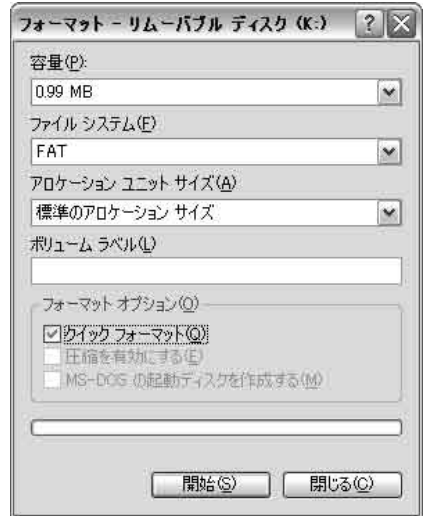 フォーマット - リムーバブル ディスク (K:)
容量(P):
0.99 MB
ファイル システム(F)
FAT
アロケーション ユニット サイズ(A)
標準のアロケーション サイズ
ボリューム ラベル(L)
フォーマット オプション(O)
クイック フォーマット(Q)
圧縮を有効にする(E)
MS-DOS の起動ディスクを作成する(M)
開始(S) 閉じる(C)